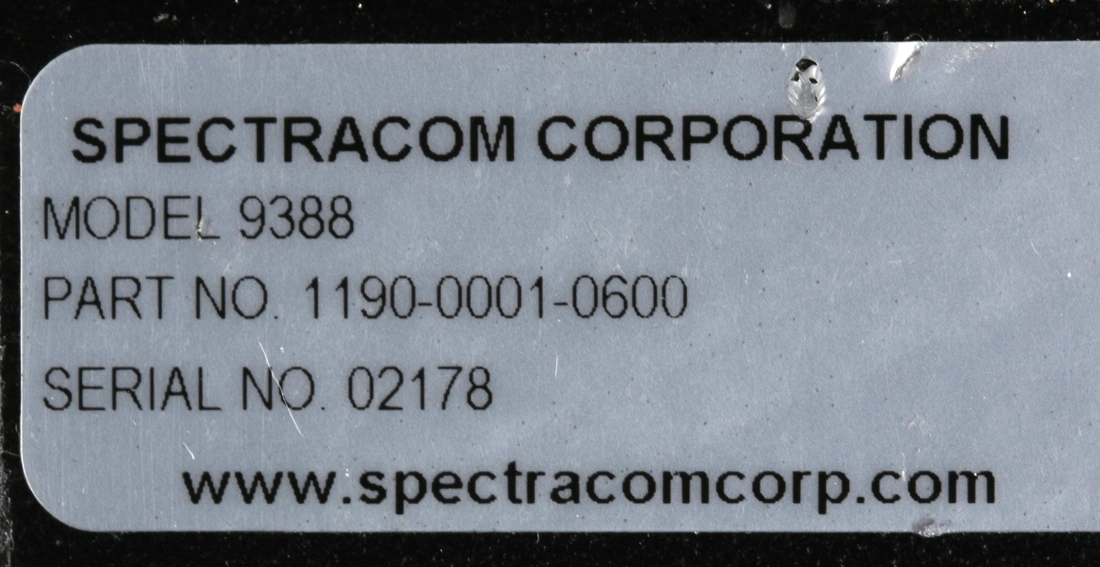 SPECTRACOM CORPORATION
MODEL 9388
PART NO. 1190-0001-0600
SERIAL NO. 02178
www.spectracomcorp.com